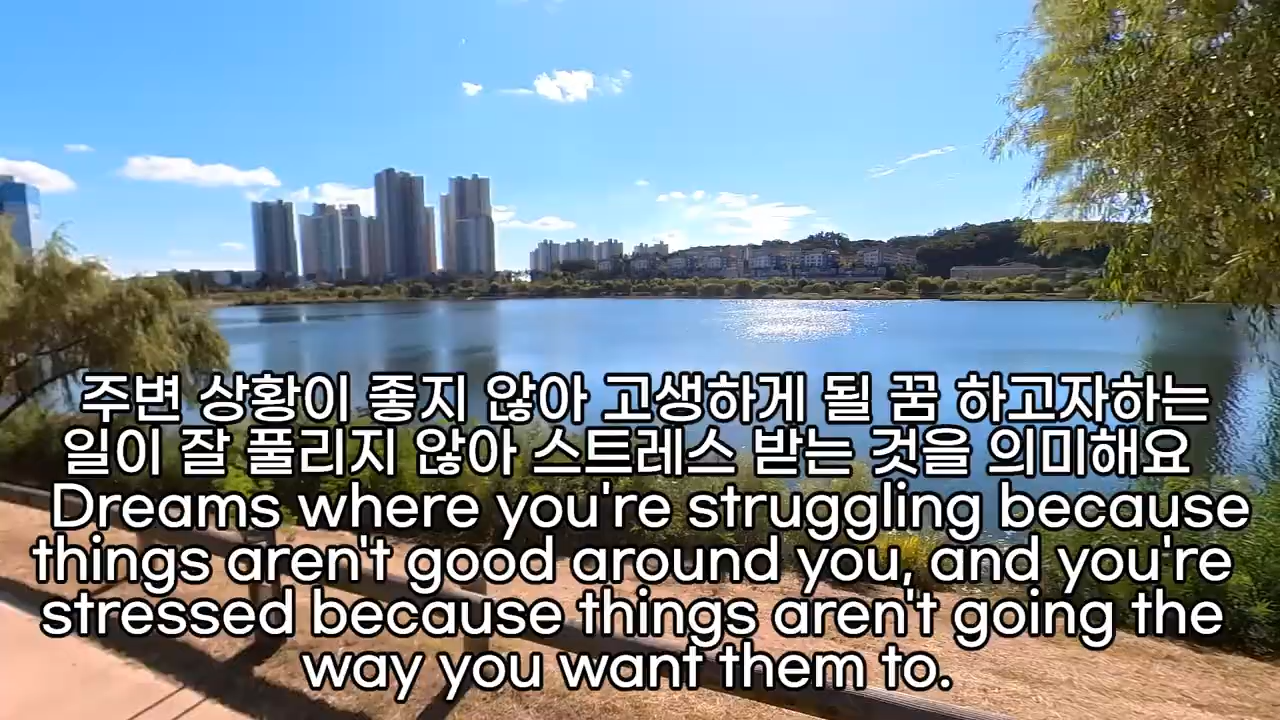 주변 상황이 좋지 않아 고생하게 될 꿈 하고자하는
일이 잘 풀리지 않아 스트레스 받는 것을 의미해요
Dreams where you're struggling because
things aren't good around you, and you're
stressed because things aren't going the
way you want them to.